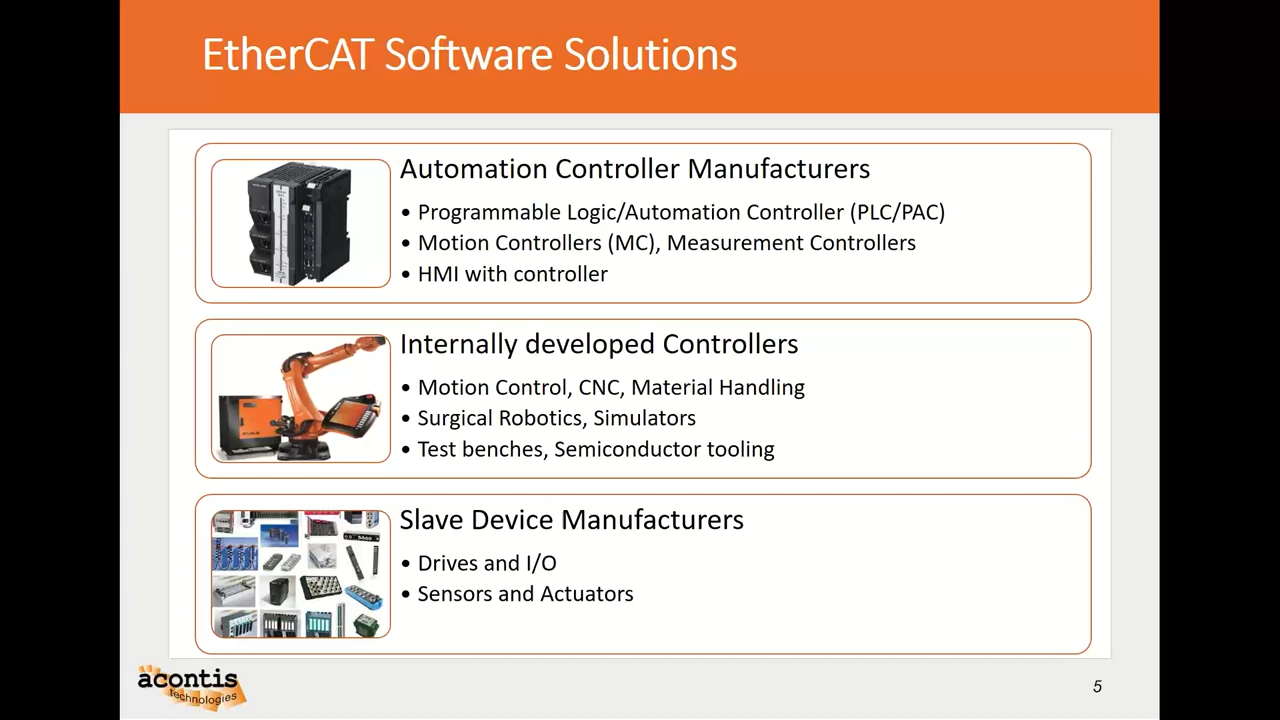 EtherCAT Software Solutions
Automation Controller Manufacturers
• Programmable Logic/Automation Controller (PLC/PAC)
• Motion Controllers (MC), Measurement Controllers
• HMI with controller
Internally developed Controllers
• Motion Control, CNC, Material Handling
• Surgical Robotics, Simulators
• Test benches, Semiconductor tooling
Slave Device Manufacturers
• Drives and I/O
• Sensors and Actuators
acontis
technologies
5